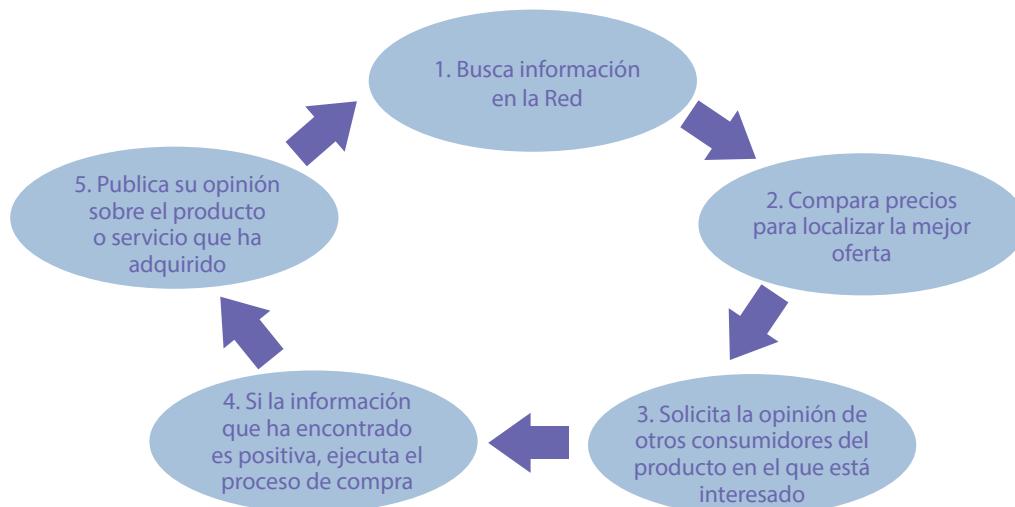 1. Busca información
en la Red
2. Compara precios
para localizar la mejor
oferta
3. Solicita la opinión de
otros consumidores del
producto en el que está
interesado
4. Si la información
que ha encontrado
es positiva, ejecuta el
proceso de compra
5. Publica su opinión
sobre el producto
o servicio que ha
adquirido